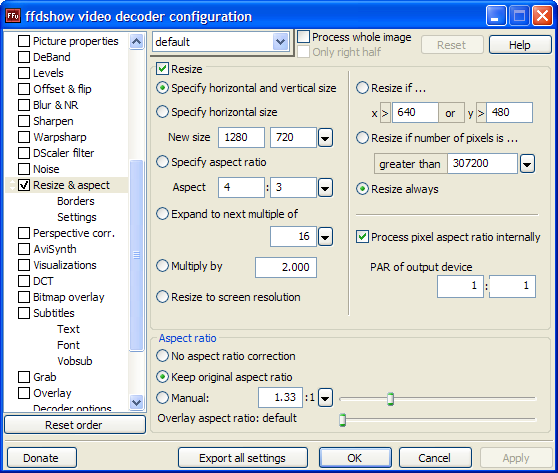 FFu ffdshow video decoder configuration
Picture properties
DeBand
Levels
Offset & flip
Blur & NR
Sharpen
Warpsharp
DScaler filter
Noise
Resize & aspect
Borders
Settings
Perspective corr.
AviSynth
Visualizations
DCT
Bitmap overlay
Subtitles
Text
Font
Vobsub
Grab
Overlay
Decoder options
Reset order
default
Process whole image
Only right half
Reset
Help
Resize
Specify horizontal and vertical size
Specify horizontal size
New size 1280 720
Specify aspect ratio
Aspect 4 : 3
Expand to next multiple of
16
Multiply by 2.000
Resize to screen resolution
Resize if ...
x > 640 or y > 480
Resize if number of pixels is ...
greater than 307200
Resize always
Process pixel aspect ratio internally
PAR of output device
1 : 1
Aspect ratio
No aspect ratio correction
Keep original aspect ratio
Manual: 1.33 :1
Overlay aspect ratio: default
Donate
Export all settings
OK
Cancel
Apply